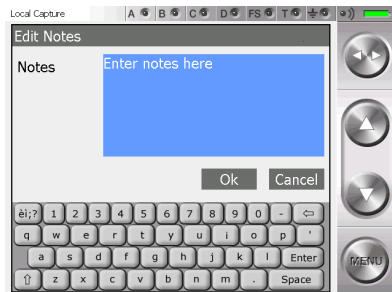 Local Capture A B C D FS T
Edit Notes
Notes Enter notes here
Ok Cancel
èì;? 1 2 3 4 5 6 7 8 9 0 -
q w e r t y u i o p '
a s d f g h j k l Enter
z x c v b n m . Space
MENU